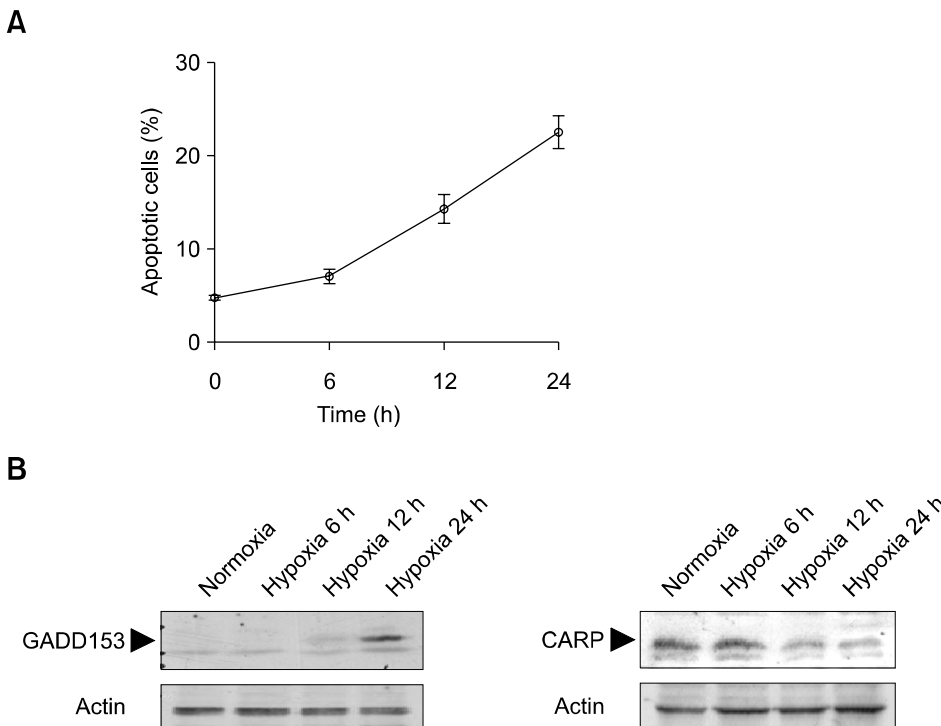 A
30
20
10
0
Apoptotic cells (%)
0 6 12 24
Time (h)
B
Normoxia
Hypoxia 6 h
Hypoxia 12 h
Hypoxia 24 h
GADD153
Actin
Normoxia
Hypoxia 6 h
Hypoxia 12 h
Hypoxia 24 h
CARP
Actin